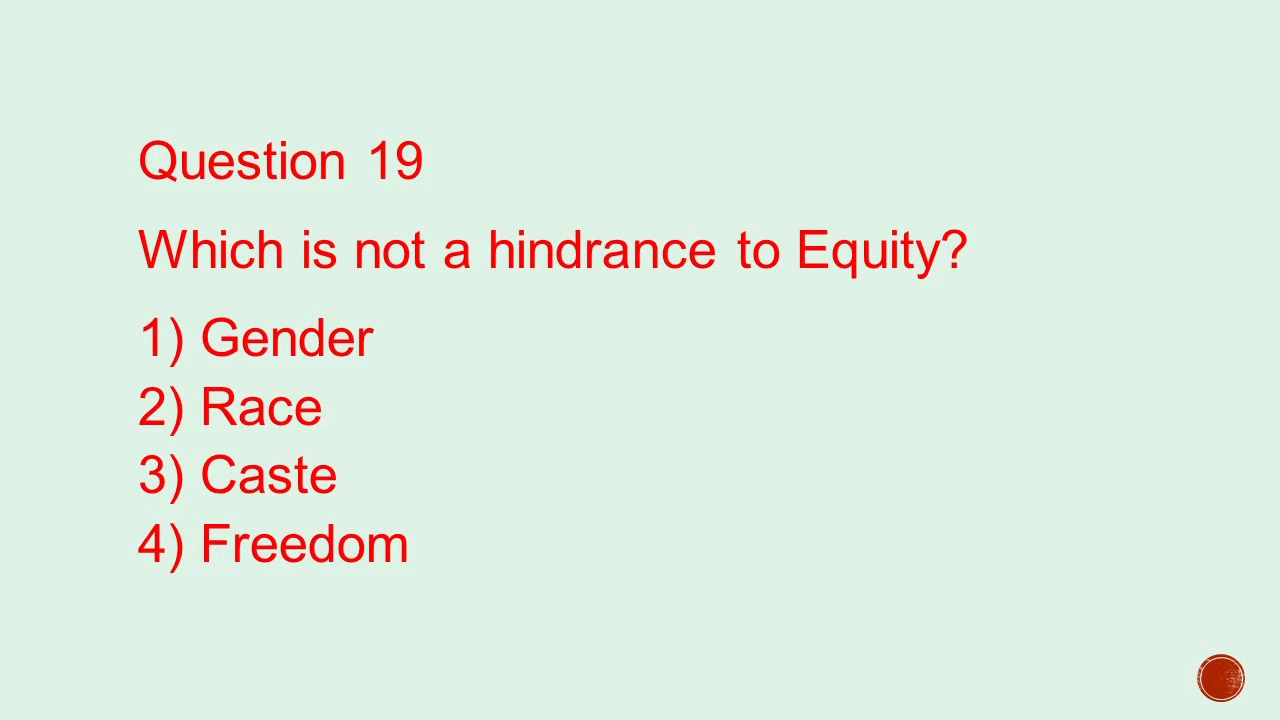 Question 19
Which is not a hindrance to Equity?
1) Gender
2) Race
3) Caste
4) Freedom